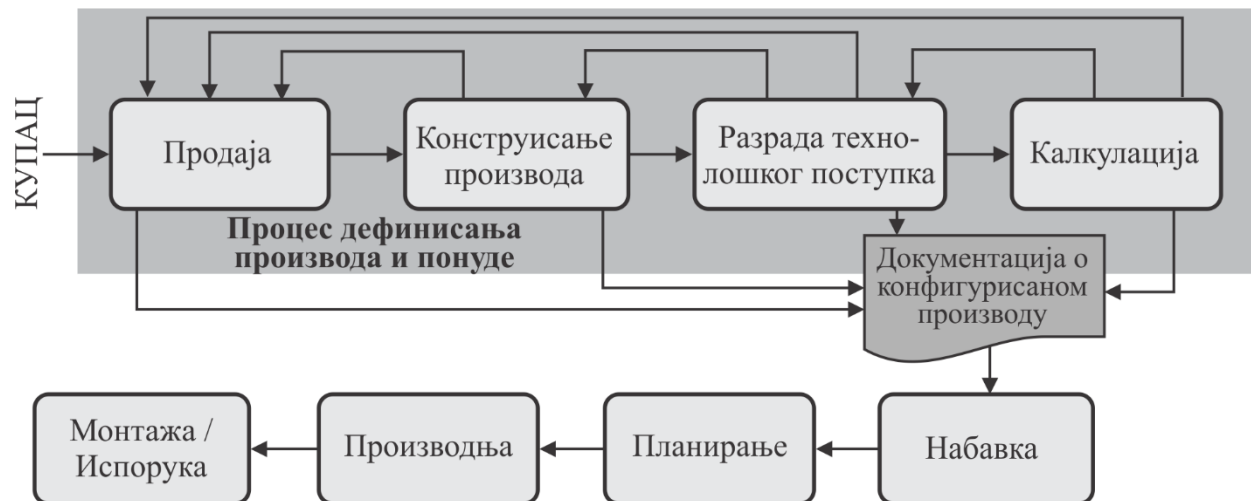 КУПАЦ
Продаја
Конструисање
производа
Разрада техно-
лошког поступка
Калкулација
Процес дефинисања
производа и понуде
Документација о
конфигурисаном
производу
Монтажа /
Испорука
Производња
Планирање
Набавка